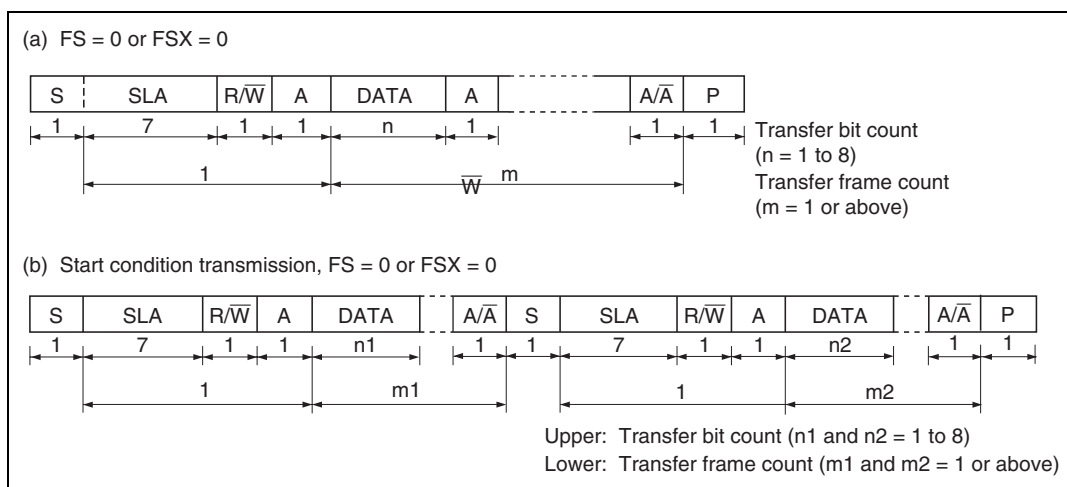 (a) FS = 0 or FSX = 0
S SLA R/W̅ A DATA A A/A̅ P
1 7 1 1 n 1 1 1
Transfer bit count
(n = 1 to 8)
1 W̅ m
Transfer frame count
(m = 1 or above)
(b) Start condition transmission, FS = 0 or FSX = 0
S SLA R/W̅ A DATA A/A̅ S SLA R/W̅ A DATA A/A̅ P
1 7 1 1 n1 1 1 7 1 1 n2 1 1
1 m1 1 m2
Upper: Transfer bit count (n1 and n2 = 1 to 8)
Lower: Transfer frame count (m1 and m2 = 1 or above)